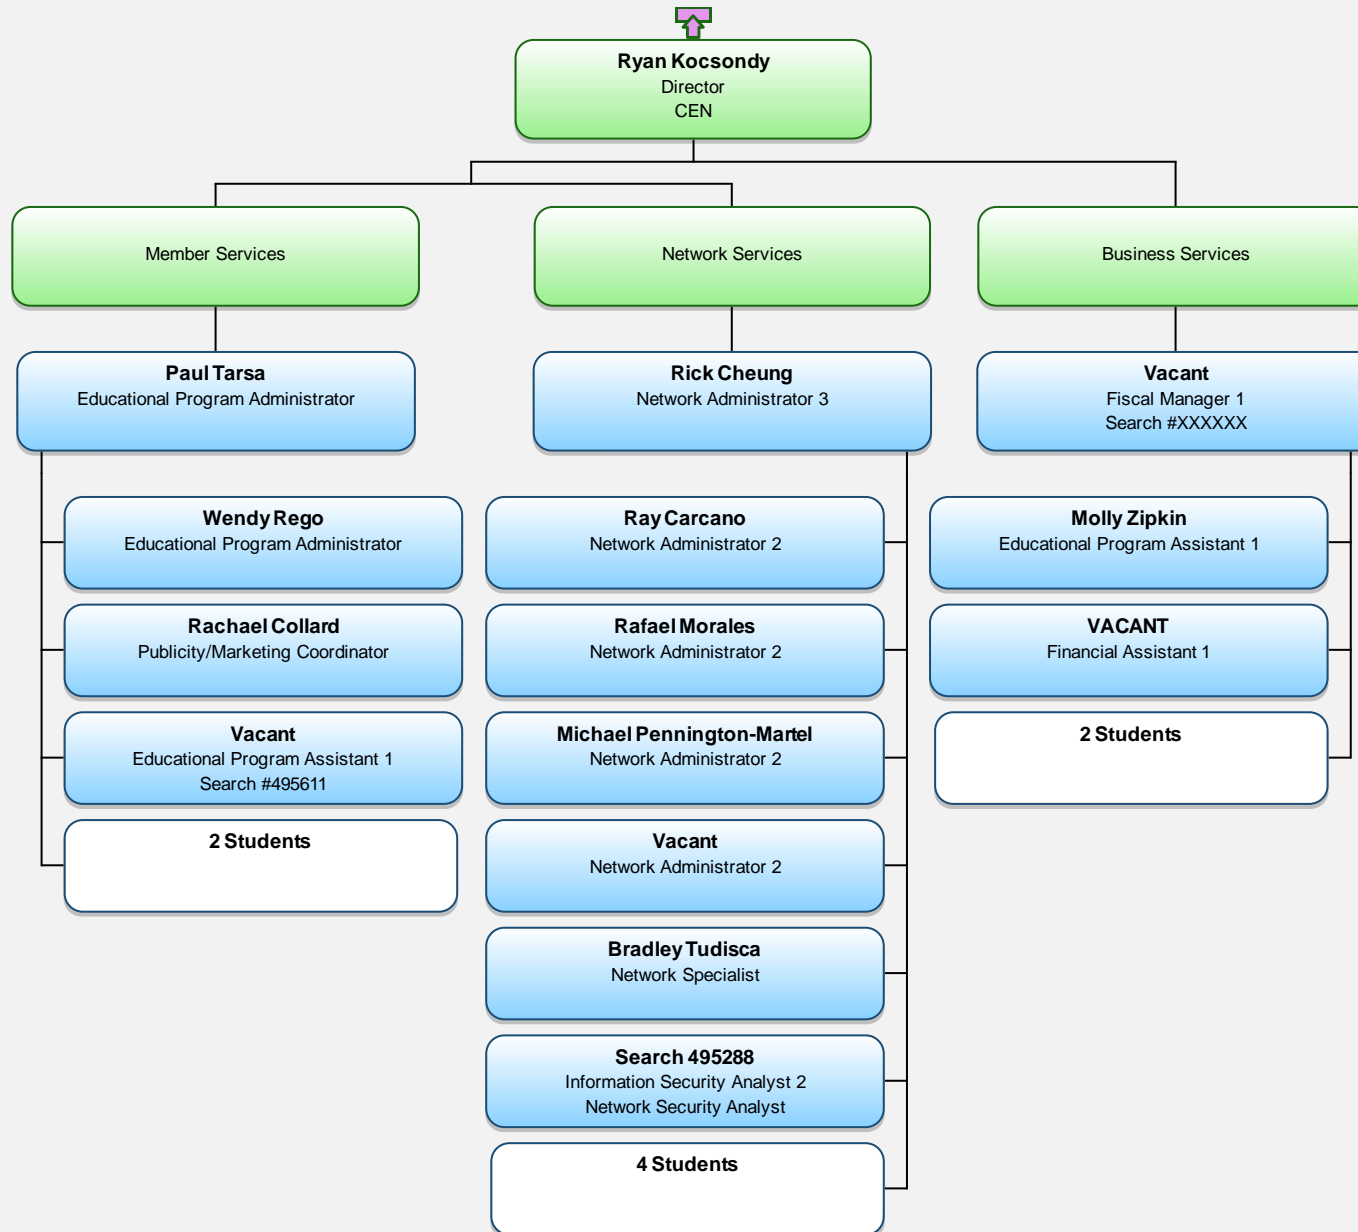 Ryan Kocsondy
Director
CEN
Member Services
Network Services
Business Services
Paul Tarsa
Educational Program Administrator
Rick Cheung
Network Administrator 3
Vacant
Fiscal Manager 1
Search #XXXXXX
Wendy Rego
Educational Program Administrator
Rachael Collard
Publicity/Marketing Coordinator
Vacant
Educational Program Assistant 1
Search #495611
2 Students
Ray Carcano
Network Administrator 2
Rafael Morales
Network Administrator 2
Michael Pennington-Martel
Network Administrator 2
Vacant
Network Administrator 2
Bradley Tudisca
Network Specialist
Search 495288
Information Security Analyst 2
Network Security Analyst
4 Students
Molly Zipkin
Educational Program Assistant 1
VACANT
Financial Assistant 1
2 Students